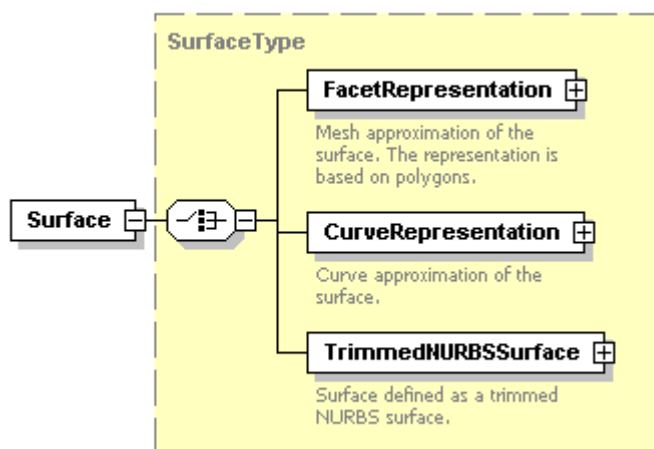 SurfaceType
FacetRepresentation
Mesh approximation of the
surface. The representation is
based on polygons.
Surface
CurveRepresentation
Curve approximation of the
surface.
TrimmedNURBSSurface
Surface defined as a trimmed
NURBS surface.